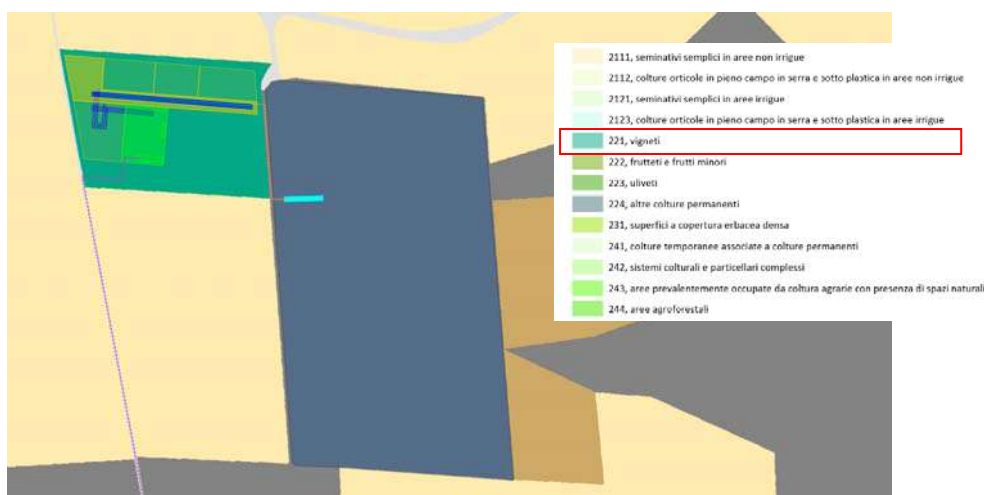 2111, seminativi semplici in aree non irrigue
2112, colture orticole in pieno campo in serra e sotto plastica in aree non irrigue
2121, seminativi semplici in aree irrigue
2123, colture orticole in pieno campo in serra e sotto plastica in aree irrigue
221, vigneti
222, frutteti e frutti minori
223, uliveti
224, altre colture permanenti
231, superfici a copertura erbacea densa
241, colture temporanee associate a colture permanenti
242, sistemi colturali e particellari complessi
243, aree prevalentemente occupate da coltura agrarie con presenza di spazi naturali
244, aree agroforestali